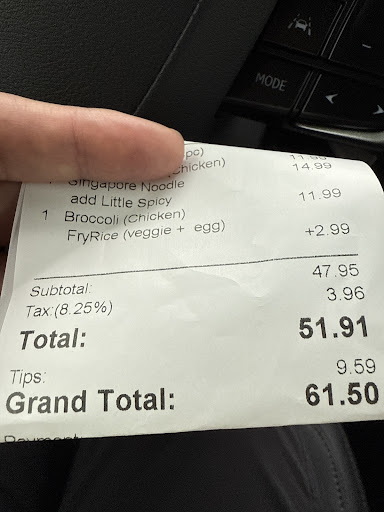 MODE
pc)
(Chicken)
14.99
Singapore Noodle
add Little Spicy
11.99
1 Broccoli (Chicken)
FryRice (veggie + egg) +2.99
Subtotal: 47.95
Tax:(8.25%) 3.96
Total: 51.91
Tips: 9.59
Grand Total: 61.50